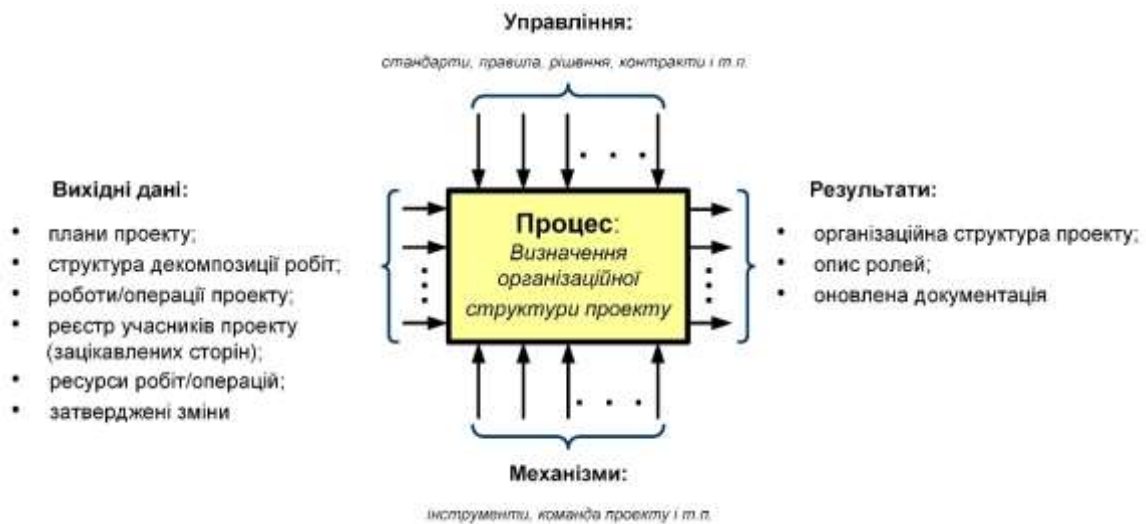 Управління:
стандарти, правила, рішення, контракти і т.п.
Вихідні дані:
• плани проекту;
• структура декомпозиції робіт;
• роботи/операції проекту;
• реєстр учасників проекту
(зацікавлених сторін);
• ресурси робіт/операцій;
• затверджені зміни
Процес:
Визначення
організаційної
структури проекту
Результати:
• організаційна структура проекту;
• опис ролей;
• оновлена документація
Механізми:
інструменти, команда проекту і т.п.